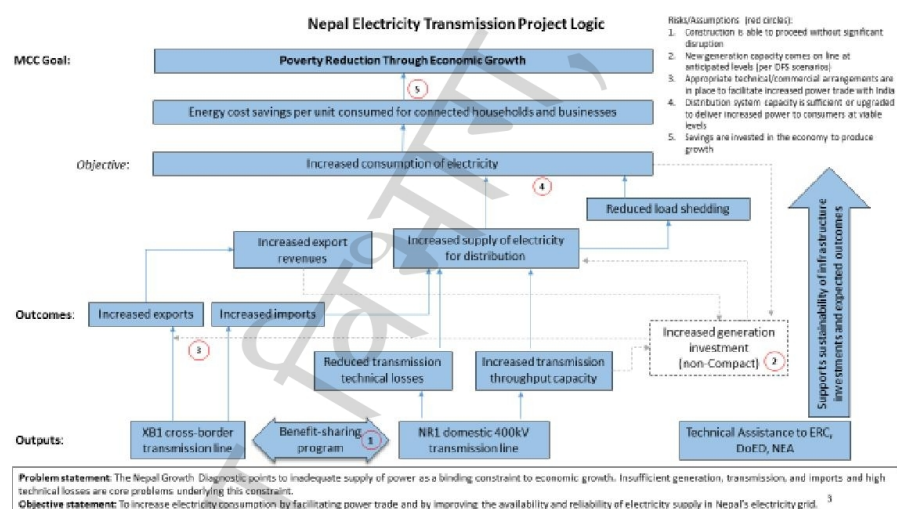 Nepal Electricity Transmission Project Logic
Risks/Assumptions (red circles):
1. Construction is able to proceed without significant
disruption
2. New generation capacity comes on line at
anticipated levels (per DFS scenarios)
3. Appropriate technical/commercial arrangements are
in place to facilitate increased power trade with India
4. Distribution system capacity is sufficient or upgraded
to deliver increased power to consumers at viable
levels
5. Savings are invested in the economy to produce
growth
MCC Goal:
Poverty Reduction Through Economic Growth
5
Energy cost savings per unit consumed for connected households and businesses
Objective:
Increased consumption of electricity
4
Reduced load shedding
Increased export
revenues
Increased supply of electricity
for distribution
Supports sustainability of infrastructure
investments and expected outcomes
Outcomes:
Increased exports
Increased imports
3
Increased generation
investment
(non-Compact)
2
Reduced transmission
technical losses
Increased transmission
throughput capacity
Outputs:
XB1 cross-border
transmission line
Benefit-sharing
program
1
NR1 domestic 400kV
transmission line
Technical Assistance to ERC,
DoED, NEA
Problem statement: The Nepal Growth Diagnostic points to inadequate supply of power as a binding constraint to economic growth. Insufficient generation, transmission, and imports and high
technical losses are core problems underlying this constraint.
Objective statement: To increase electricity consumption by facilitating power trade and by improving the availability and reliability of electricity supply in Nepal's electricity grid.
3